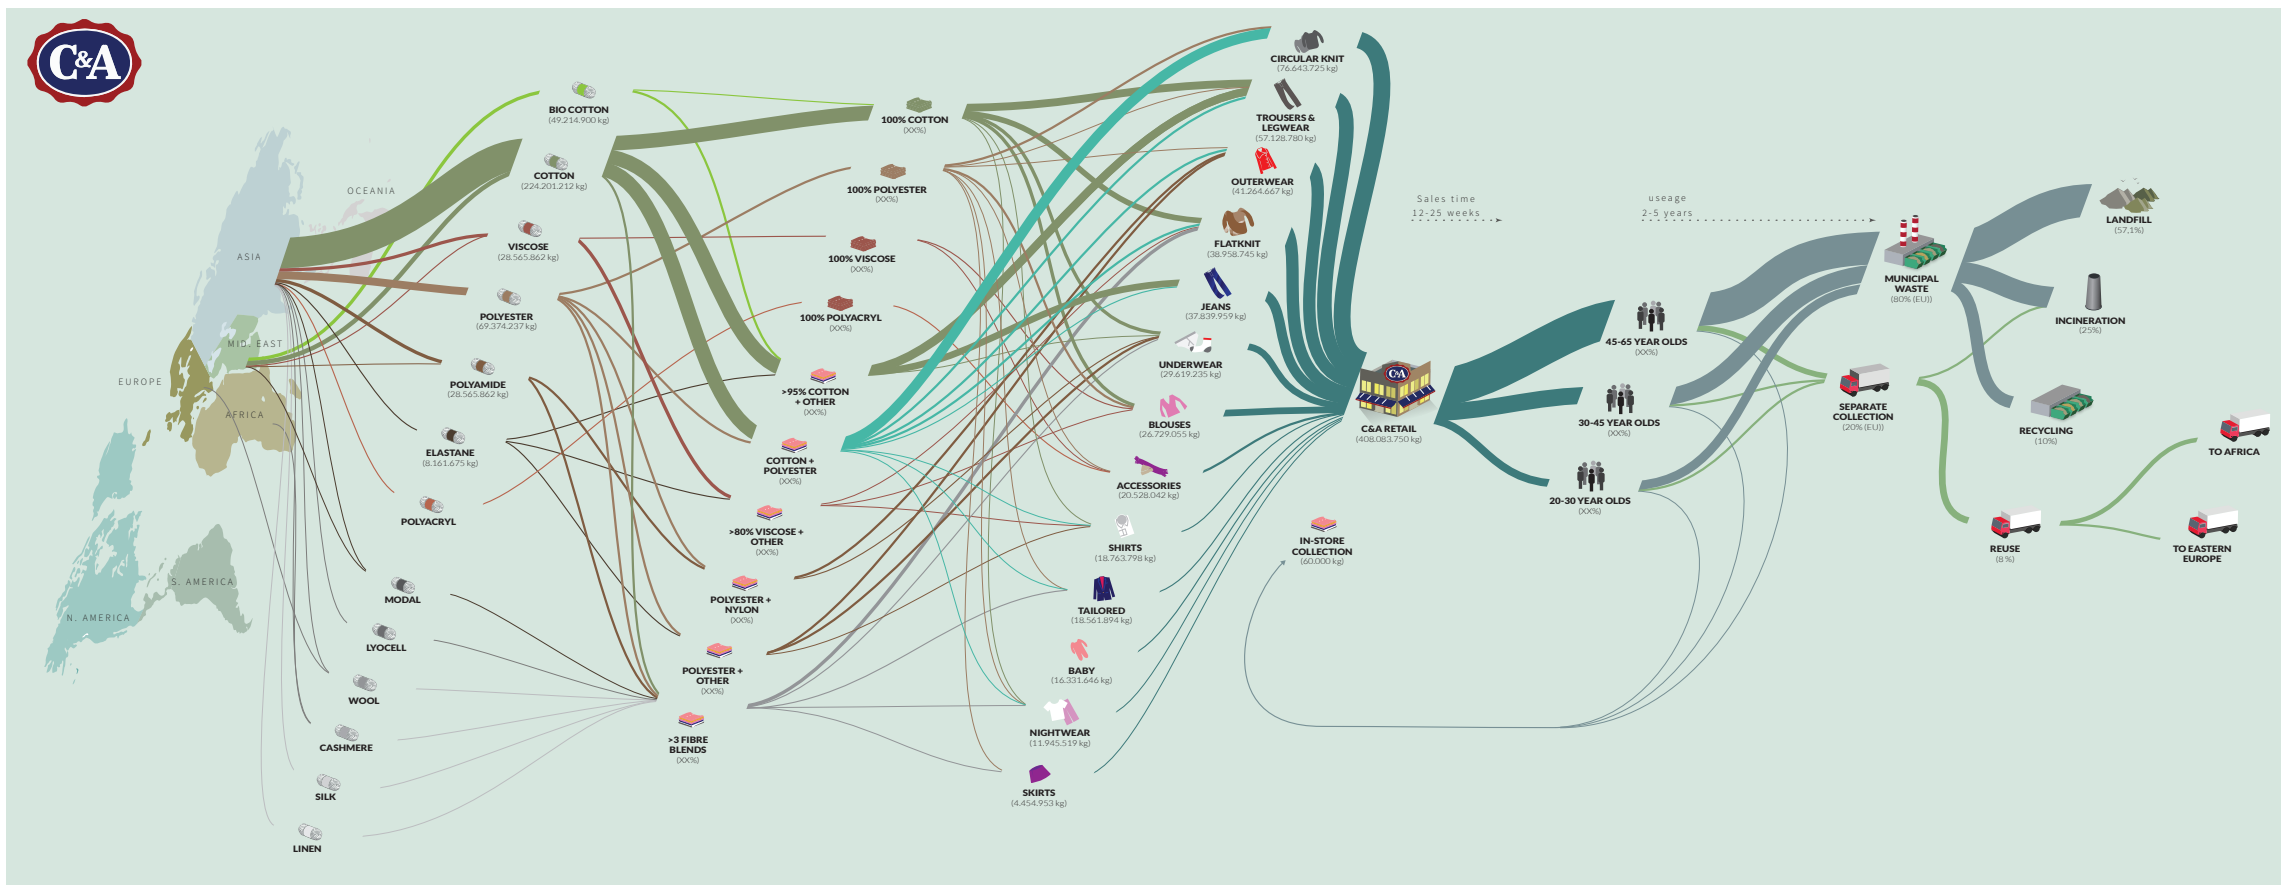 C&A
OCEANIA
ASIA
MID. EAST
EUROPE
AFRICA
S. AMERICA
N. AMERICA
BIO COTTON
(49.214.900 kg)
COTTON
(224.201.212 kg)
VISCOSE
(28.565.862 kg)
POLYESTER
(69.374.237 kg)
POLYAMIDE
(28.565.862 kg)
ELASTANE
(8.161.675 kg)
POLYACRYL
MODAL
LYOCELL
WOOL
CASHMERE
SILK
LINEN
100% COTTON
(XX%)
100% POLYESTER
(XX%)
100% VISCOSE
(XX%)
100% POLYACRYL
(XX%)
>95% COTTON
+ OTHER
(XX%)
COTTON +
POLYESTER
(XX%)
>80% VISCOSE +
OTHER
(XX%)
POLYESTER +
NYLON
(XX%)
POLYESTER +
OTHER
(XX%)
>3 FIBRE
BLENDS
(XX%)
CIRCULAR KNIT
(76.643.725 kg)
TROUSERS &
LEGWEAR
(57.128.780 kg)
OUTERWEAR
(41.264.667 kg)
FLATKNIT
(38.958.745 kg)
JEANS
(37.839.959 kg)
UNDERWEAR
(29.619.235 kg)
BLOUSES
(26.729.055 kg)
ACCESSORIES
(20.528.042 kg)
SHIRTS
(18.763.798 kg)
TAILORED
(18.561.894 kg)
BABY
(16.331.646 kg)
NIGHTWEAR
(11.945.519 kg)
SKIRTS
(4.454.953 kg)
C&A
C&A RETAIL
(408.083.750 kg)
IN-STORE
COLLECTION
(60.000 kg)
Sales time
12-25 weeks
useage
2-5 years
45-65 YEAR OLDS
(XX%)
30-45 YEAR OLDS
(XX%)
20-30 YEAR OLDS
(XX%)
MUNICIPAL
WASTE
(80% (EU))
SEPARATE
COLLECTION
(20% (EU))
LANDFILL
(57,1%)
INCINERATION
(25%)
RECYCLING
(10%)
REUSE
(8 %)
TO AFRICA
TO EASTERN
EUROPE